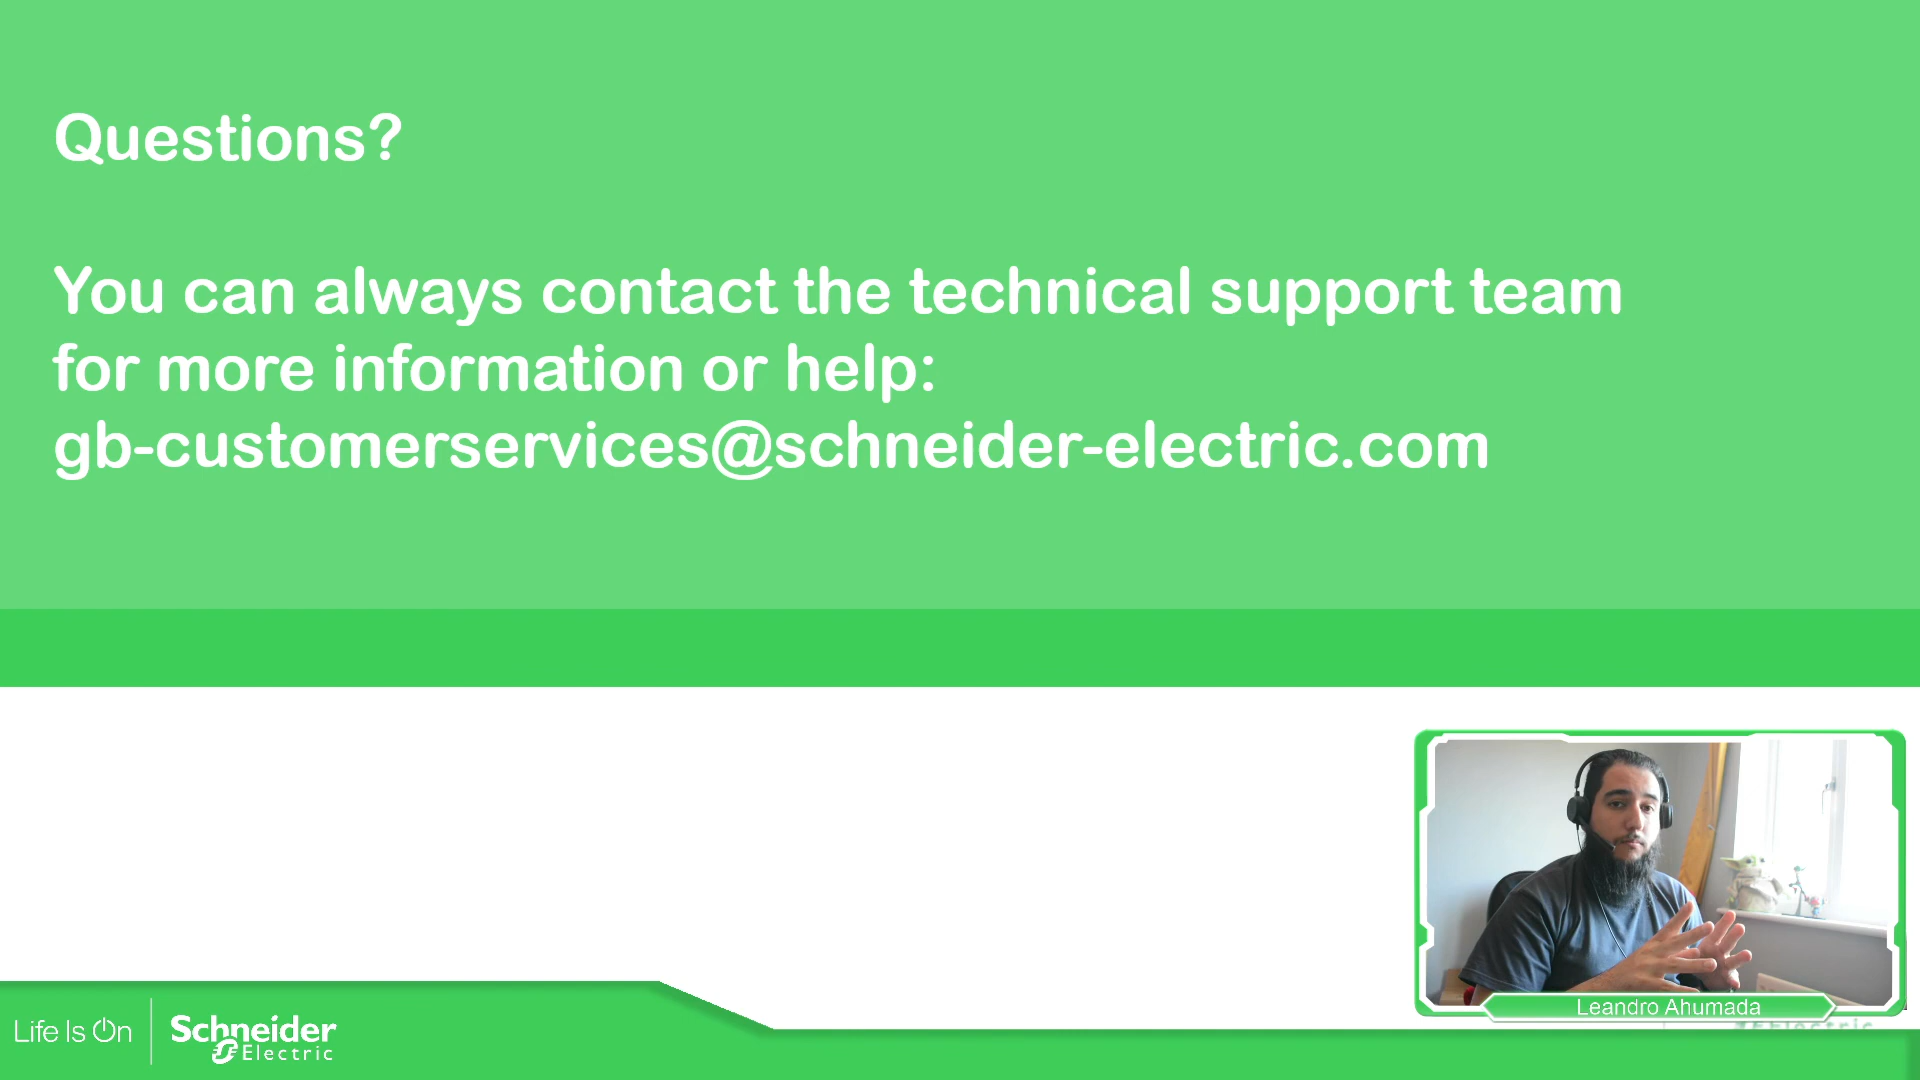 Questions?
You can always contact the technical support team
for more information or help:
gb-customerservices@schneider-electric.com
Leandro Ahumada
Life Is On
Schneider
Electric
Electric